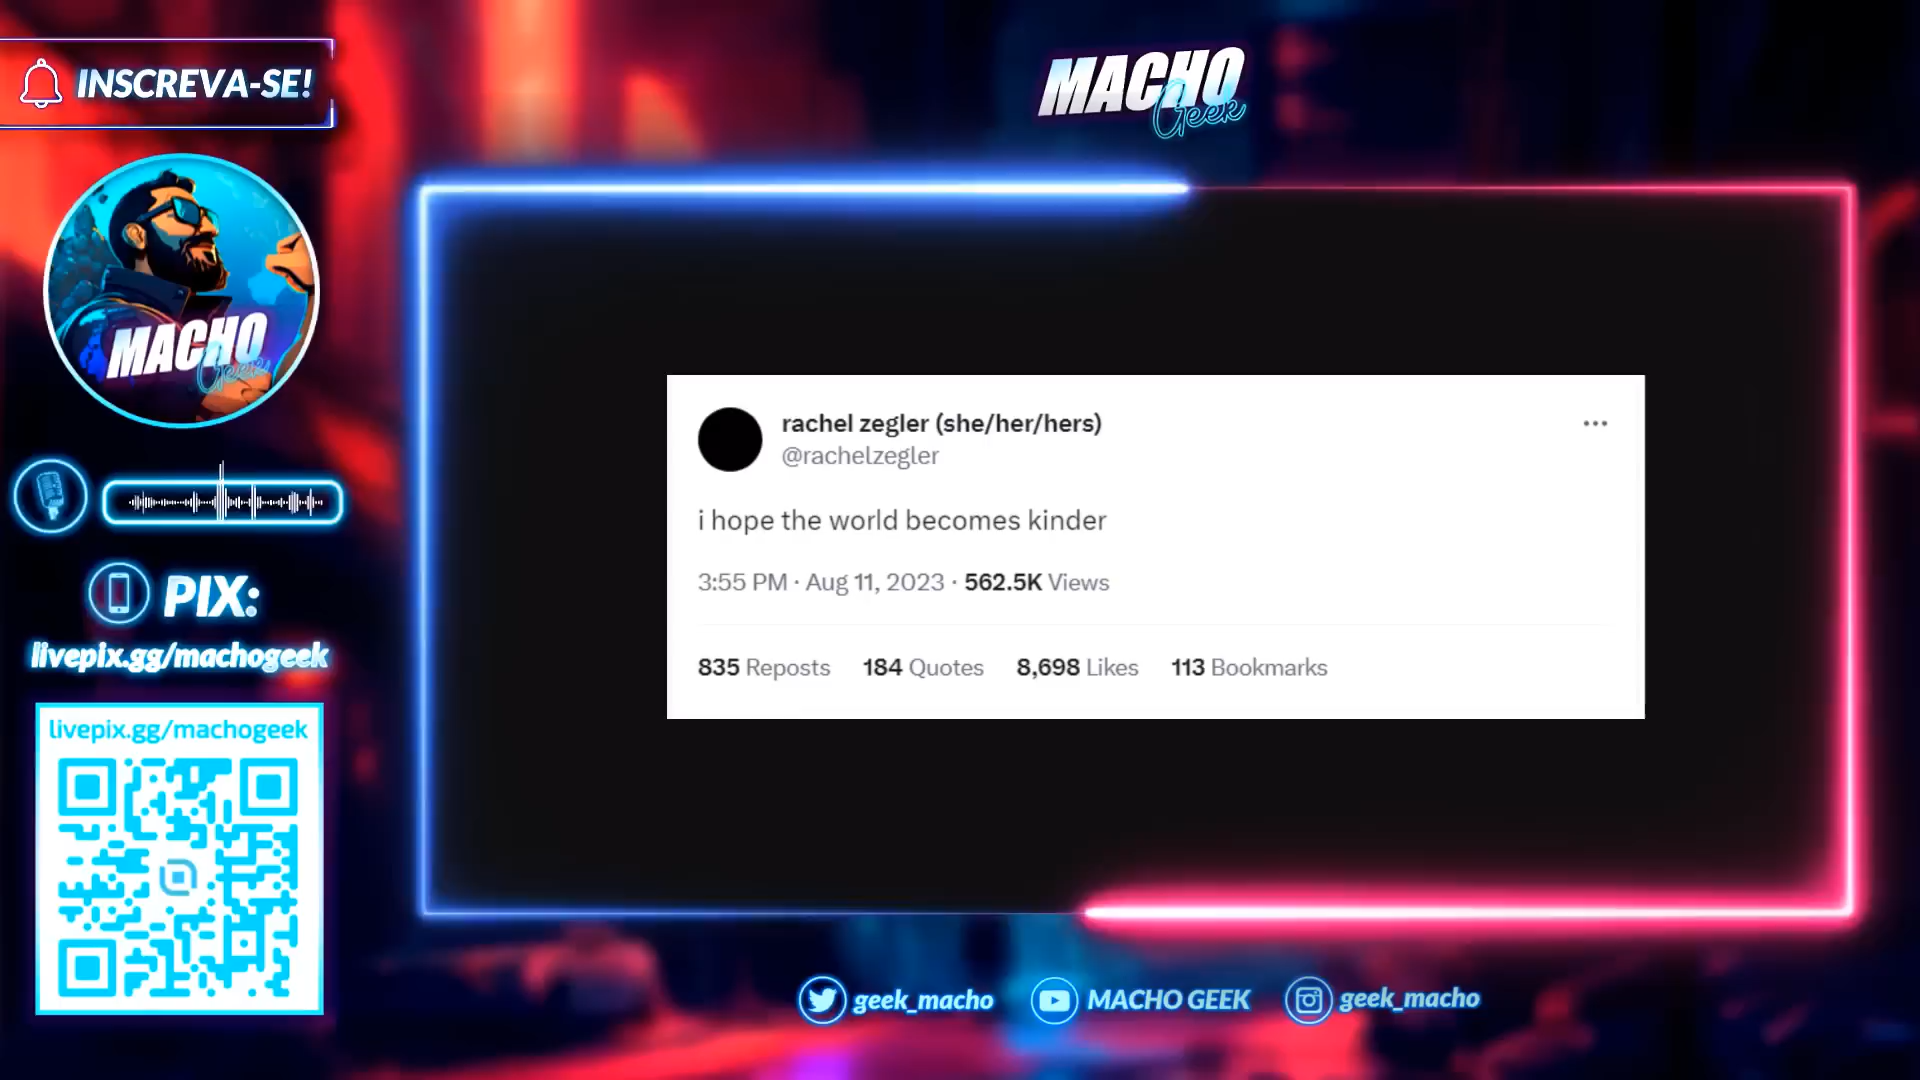 INSCREVA-SE!
MACHO
Geek
MACHO
Geek
PIX:
livepix.gg/machogeek
livepix.gg/machogeek
rachel zegler (she/her/hers)
@rachelzegler
i hope the world becomes kinder
3:55 PM · Aug 11, 2023 · 562.5K Views
835 Reposts 184 Quotes 8,698 Likes 113 Bookmarks
geek_macho MACHO GEEK geek_macho